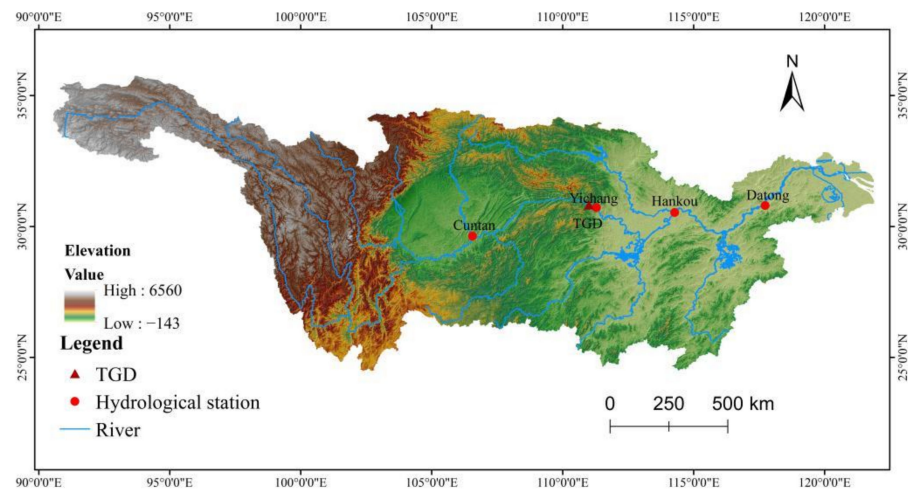 90°0'0"E 95°0'0"E 100°0'0"E 105°0'0"E 110°0'0"E 115°0'0"E 120°0'0"E
N
35°0'0"N 35°0'0"N
30°0'0"N 30°0'0"N
25°0'0"N 25°0'0"N
Yichang
TGD
Hankou
Datong
Cuntan
Elevation
Value
High : 6560
Low : −143
Legend
TGD
Hydrological station
River
0 250 500 km
90°0'0"E 95°0'0"E 100°0'0"E 105°0'0"E 110°0'0"E 115°0'0"E 120°0'0"E